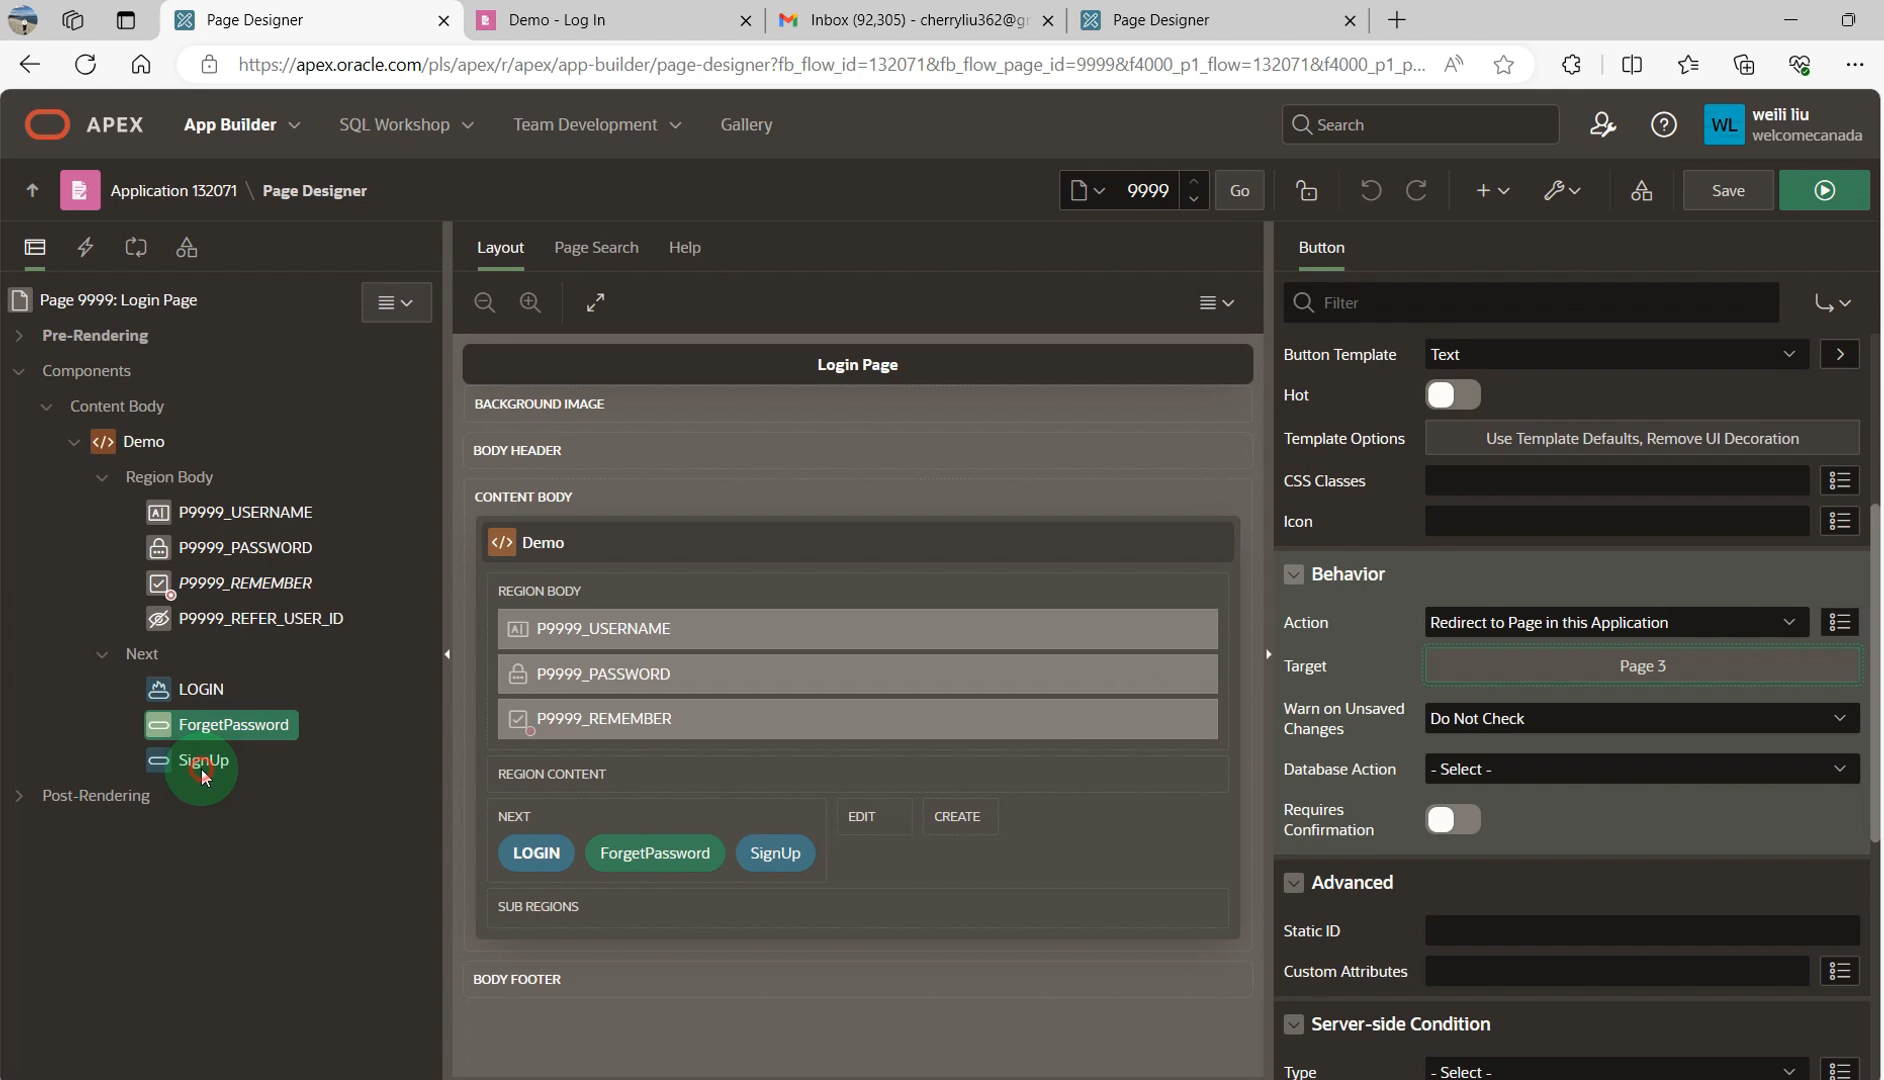 Page Designer
Demo - Log In
Inbox (92,305) - cherryliu362@gr
Page Designer
https://apex.oracle.com/pls/apex/r/apex/app-builder/page-designer?fb_flow_id=132071&fb_flow_page_id=9999&f4000_p1_flow=132071&f4000_p1_p...
APEX
App Builder
SQL Workshop
Team Development
Gallery
Search
WL
weili liu
welcomecanada
Application 132071 \ Page Designer
9999
Go
Save
Layout
Page Search
Help
Button
Page 9999: Login Page
Pre-Rendering
Components
Content Body
Demo
Region Body
P9999_USERNAME
P9999_PASSWORD
P9999_REMEMBER
P9999_REFER_USER_ID
Next
LOGIN
ForgetPassword
SignUp
Post-Rendering
Login Page
BACKGROUND IMAGE
BODY HEADER
CONTENT BODY
Demo
REGION BODY
P9999_USERNAME
P9999_PASSWORD
P9999_REMEMBER
REGION CONTENT
NEXT
EDIT
CREATE
LOGIN
ForgetPassword
SignUp
SUB REGIONS
BODY FOOTER
Filter
Button Template
Text
Hot
Template Options
Use Template Defaults, Remove UI Decoration
CSS Classes
Icon
Behavior
Action
Redirect to Page in this Application
Target
Page 3
Warn on Unsaved
Changes
Do Not Check
Database Action
- Select -
Requires
Confirmation
Advanced
Static ID
Custom Attributes
Server-side Condition
Type
- Select -